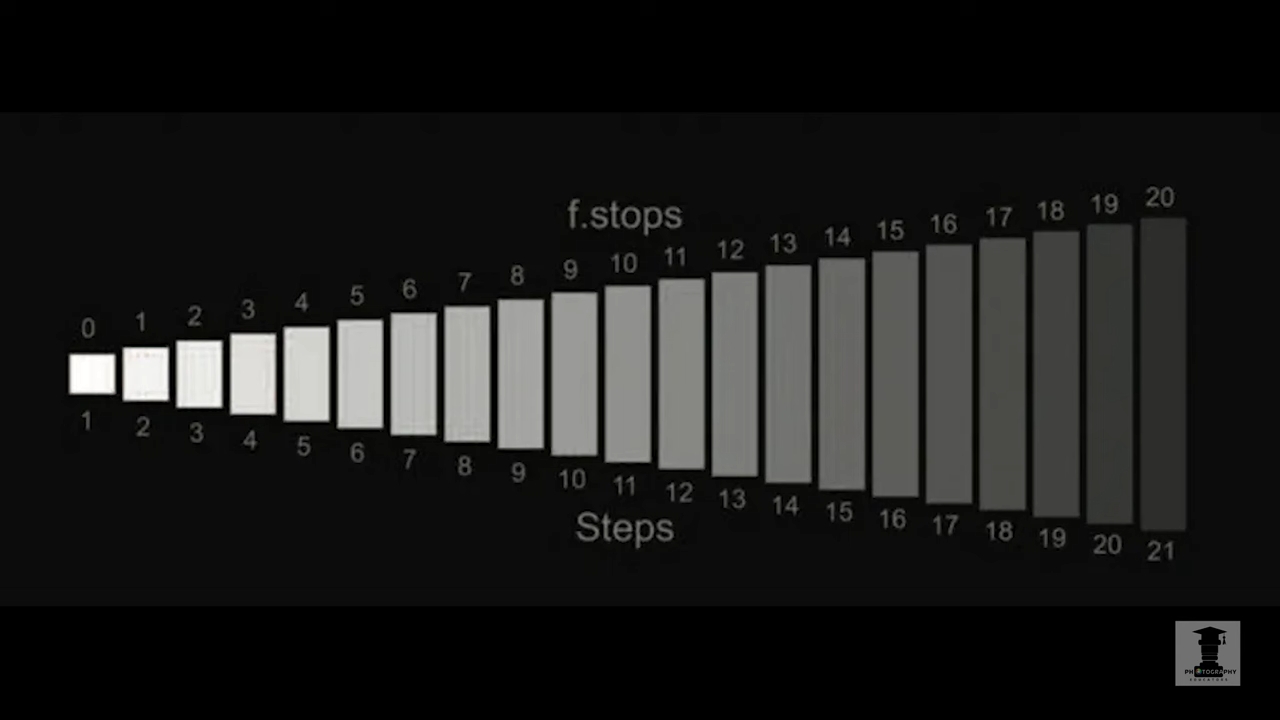 f.stops
0 1 2 3 4 5 6 7 8 9 10 11 12 13 14 15 16 17 18 19 20
1 2 3 4 5 6 7 8 9 10 11 12 13 14 15 16 17 18 19 20 21
Steps
PHOTOGRAPHY
EDUCATORS